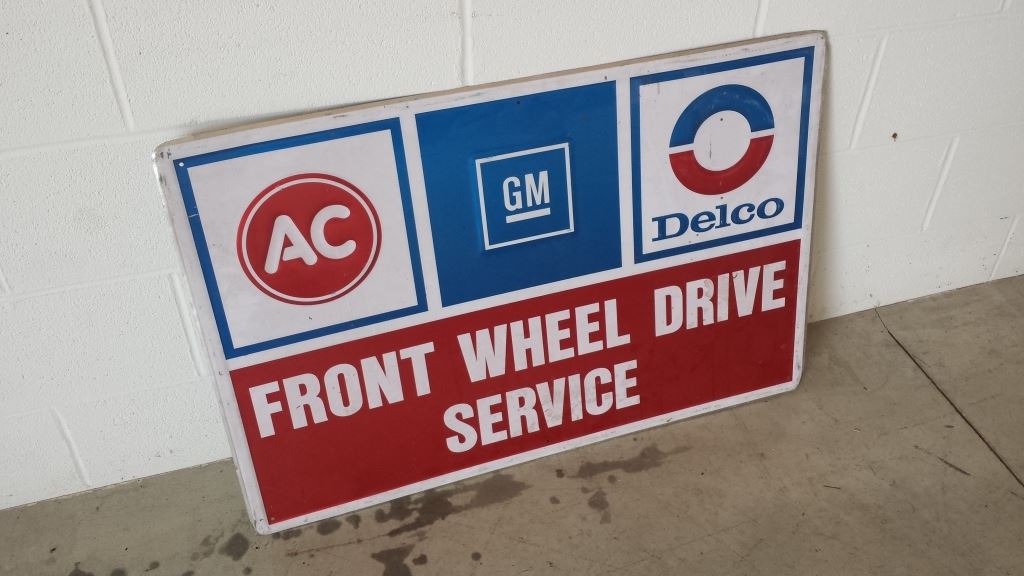 AC
GM
Delco
FRONT WHEEL DRIVE
SERVICE